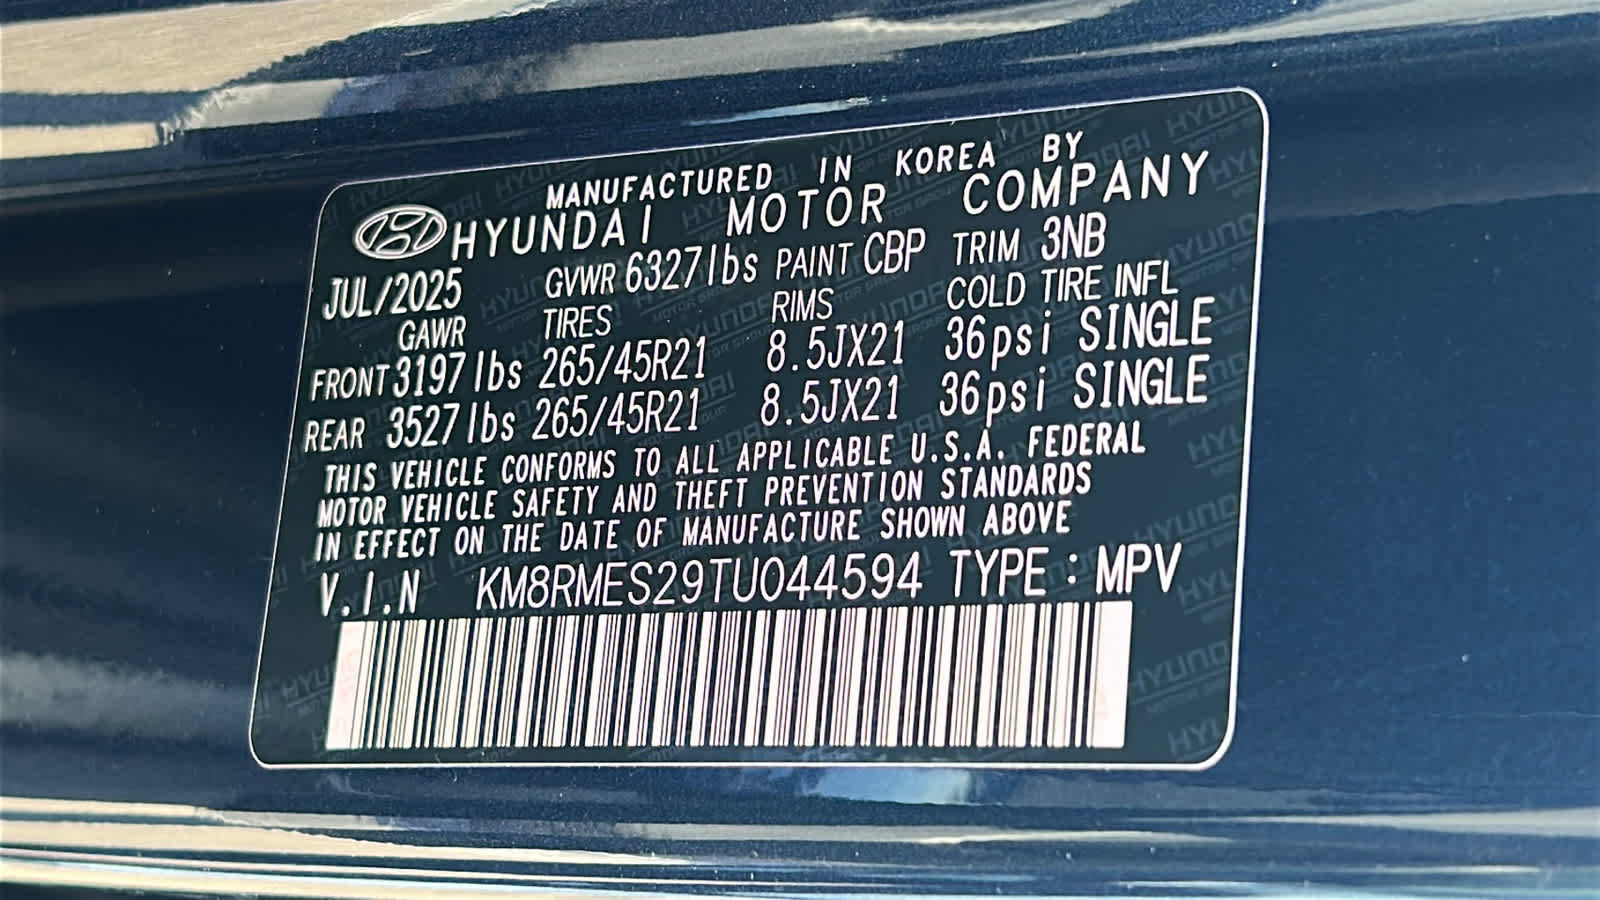 MANUFACTURED IN KOREA BY
HYUNDAI MOTOR COMPANY
JUL/2025 GVWR 6327lbs PAINT CBP TRIM 3NB
GAWR TIRES RIMS COLD TIRE INFL
FRONT 3197lbs 265/45R21 8.5JX21 36psi SINGLE
REAR 3527lbs 265/45R21 8.5JX21 36psi SINGLE
THIS VEHICLE CONFORMS TO ALL APPLICABLE U.S.A. FEDERAL
MOTOR VEHICLE SAFETY AND THEFT PREVENTION STANDARDS
IN EFFECT ON THE DATE OF MANUFACTURE SHOWN ABOVE
V.I.N KM8RMES29TU044594 TYPE : MPV